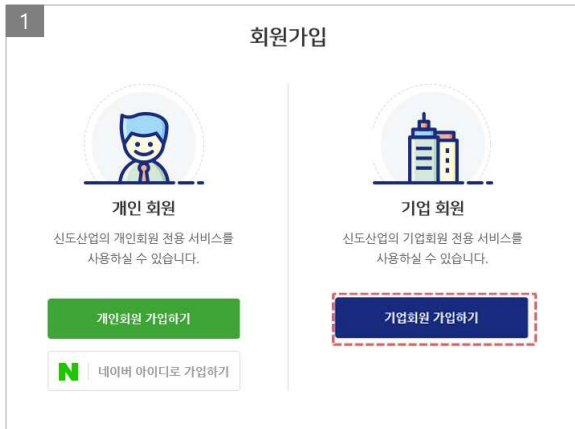 1
회원가입
개인 회원
신도산업의 개인회원 전용 서비스를
사용하실 수 있습니다.
개인회원 가입하기
N 네이버 아이디로 가입하기
기업 회원
신도산업의 기업회원 전용 서비스를
사용하실 수 있습니다.
기업회원 가입하기